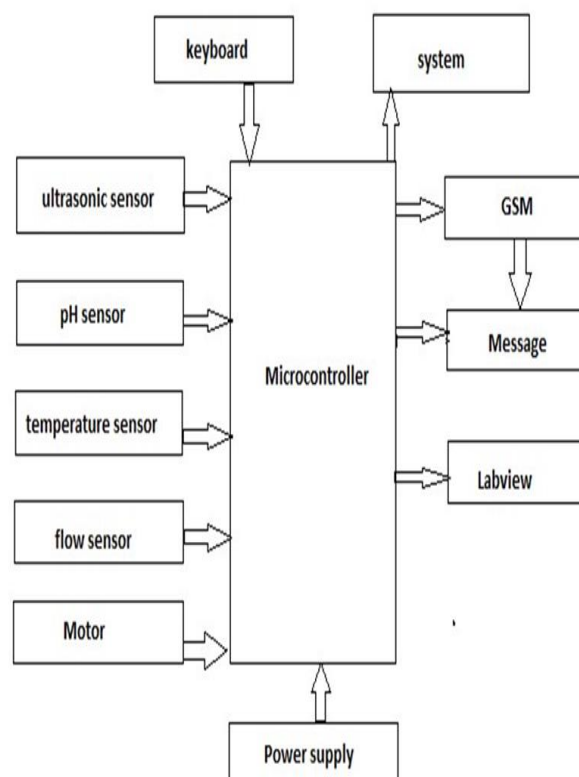 keyboard
system
ultrasonic sensor
GSM
pH sensor
Message
Microcontroller
temperature sensor
Labview
flow sensor
Motor
Power supply